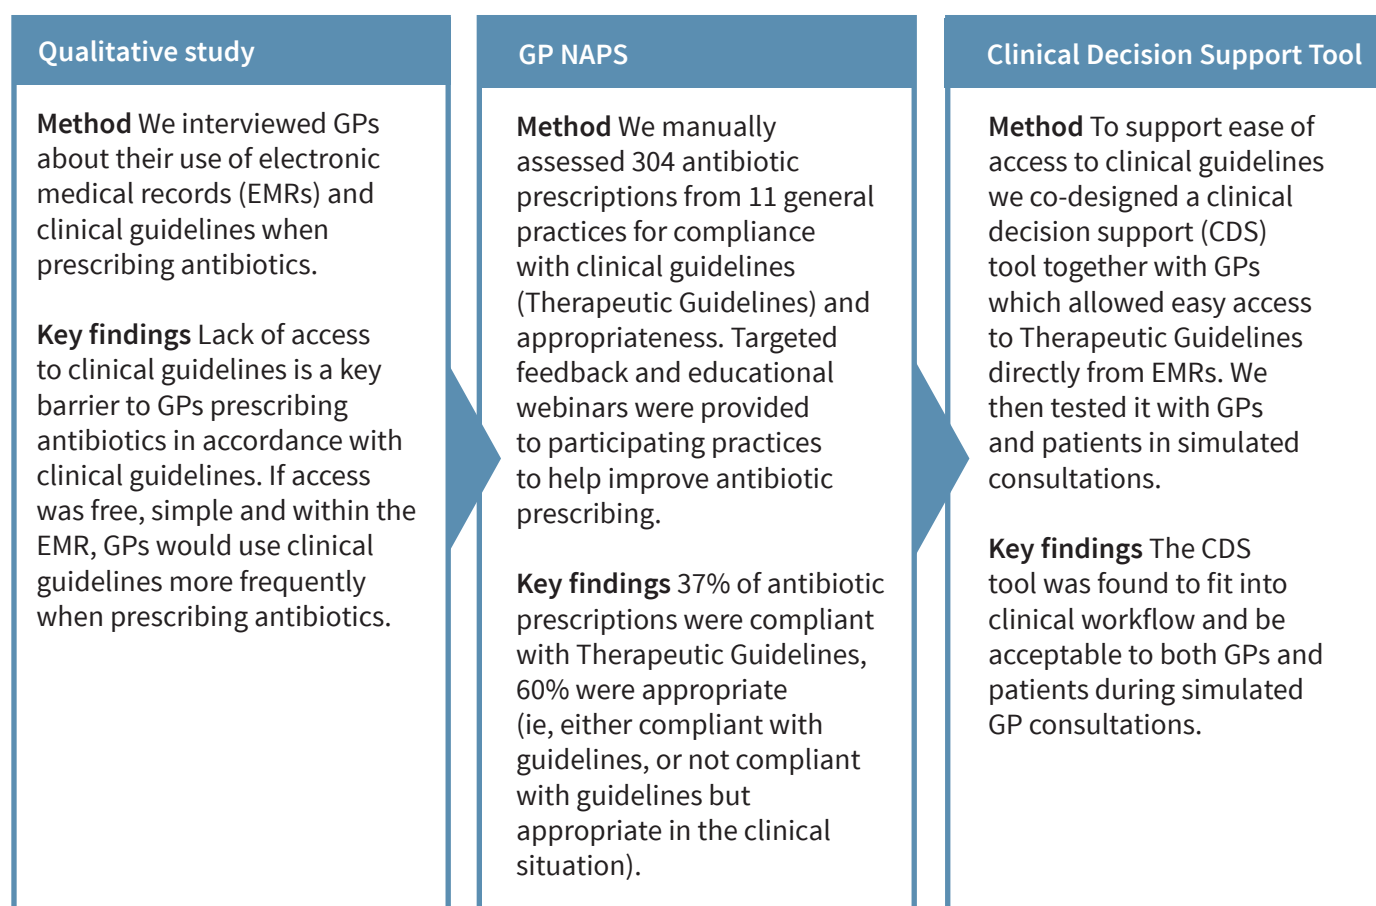 Qualitative study
Method We interviewed GPs
about their use of electronic
medical records (EMRs) and
clinical guidelines when
prescribing antibiotics.
Key findings Lack of access
to clinical guidelines is a key
barrier to GPs prescribing
antibiotics in accordance with
clinical guidelines. If access
was free, simple and within the
EMR, GPs would use clinical
guidelines more frequently
when prescribing antibiotics.
GP NAPS
Method We manually
assessed 304 antibiotic
prescriptions from 11 general
practices for compliance
with clinical guidelines
(Therapeutic Guidelines) and
appropriateness. Targeted
feedback and educational
webinars were provided
to participating practices
to help improve antibiotic
prescribing.
Key findings 37% of antibiotic
prescriptions were compliant
with Therapeutic Guidelines,
60% were appropriate
(ie, either compliant with
guidelines, or not compliant
with guidelines but
appropriate in the clinical
situation).
Clinical Decision Support Tool
Method To support ease of
access to clinical guidelines
we co-designed a clinical
decision support (CDS)
tool together with GPs
which allowed easy access
to Therapeutic Guidelines
directly from EMRs. We
then tested it with GPs
and patients in simulated
consultations.
Key findings The CDS
tool was found to fit into
clinical workflow and be
acceptable to both GPs and
patients during simulated
GP consultations.